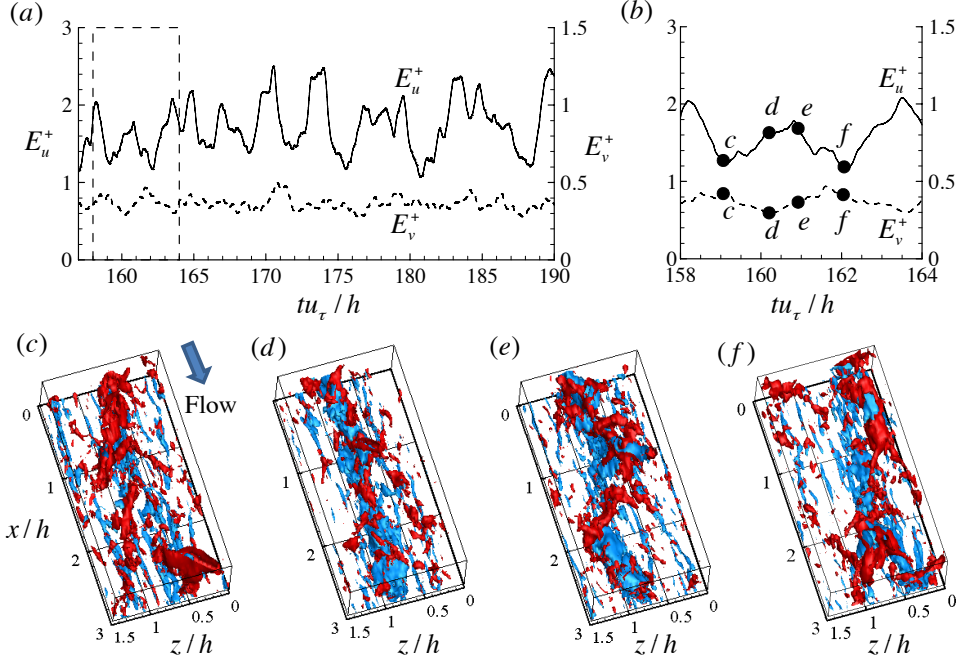 (a)
3
2
1
0
E_u^+
E_u^+
E_v^+
1.5
1
0.5
0
E_v^+
160 165 170 175 180 185 190
tu_τ / h
(b)
3
2
1
0
E_u^+
c d e f
c d e f
E_v^+
1.5
1
0.5
0
158 160 162 164
tu_τ / h
(c)
Flow
0
1
2
3
x / h
1.5 1 0.5 0
z / h
(d)
0
1
2
3
1.5 1 0.5 0
z / h
(e)
0
1
2
3
1.5 1 0.5 0
z / h
(f)
0
1
2
3
1.5 1 0.5 0
z / h